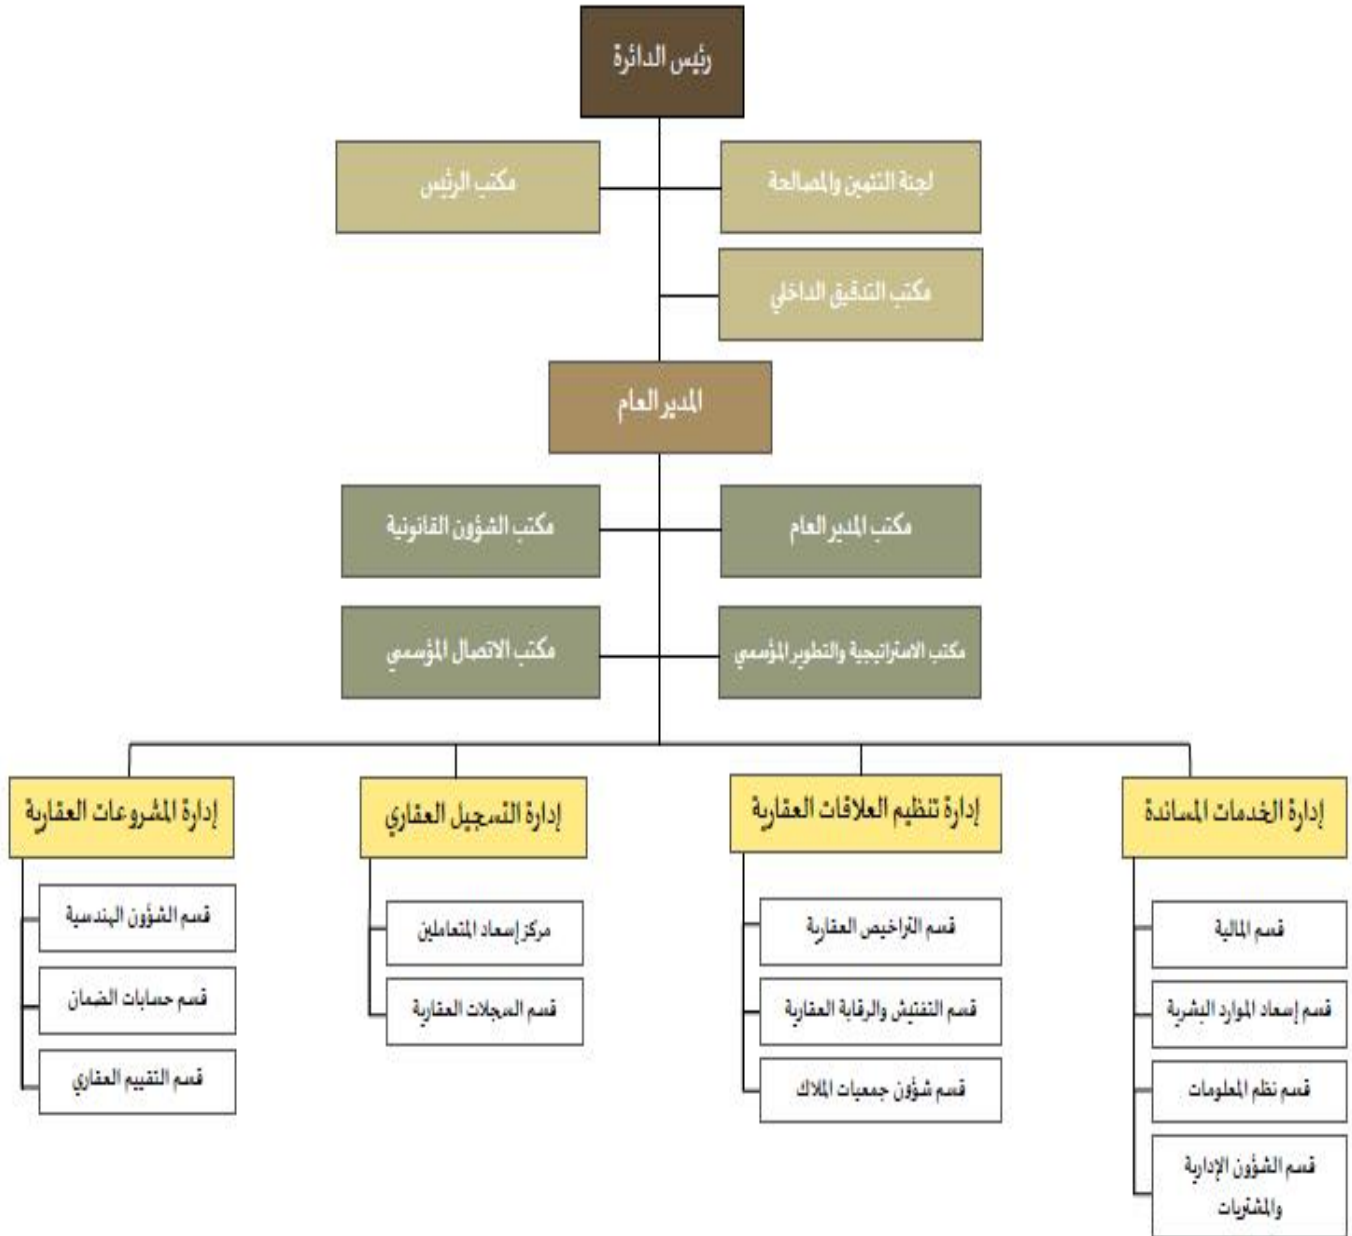 رئيس الدائرة
لجنة التثمين والمصالحة
مكتب الرئيس
مكتب التدقيق الداخلي
المدير العام
مكتب المدير العام
مكتب الشؤون القانونية
مكتب الاستراتيجية والتطوير المؤسسي
مكتب الاتصال المؤسسي
إدارة الخدمات المساندة
قسم المالية
قسم إسعاد الموارد البشرية
قسم نظم المعلومات
قسم الشؤون الإدارية
والمشتريات
إدارة تنظيم العلاقات العقارية
قسم التراخيص العقارية
قسم التفتيش والرقابة العقارية
قسم شؤون جمعيات الملاك
إدارة التسجيل العقاري
مركز إسعاد المتعاملين
قسم السجلات العقارية
إدارة المشروعات العقارية
قسم الشؤون الهندسية
قسم حسابات الضمان
قسم التقييم العقاري